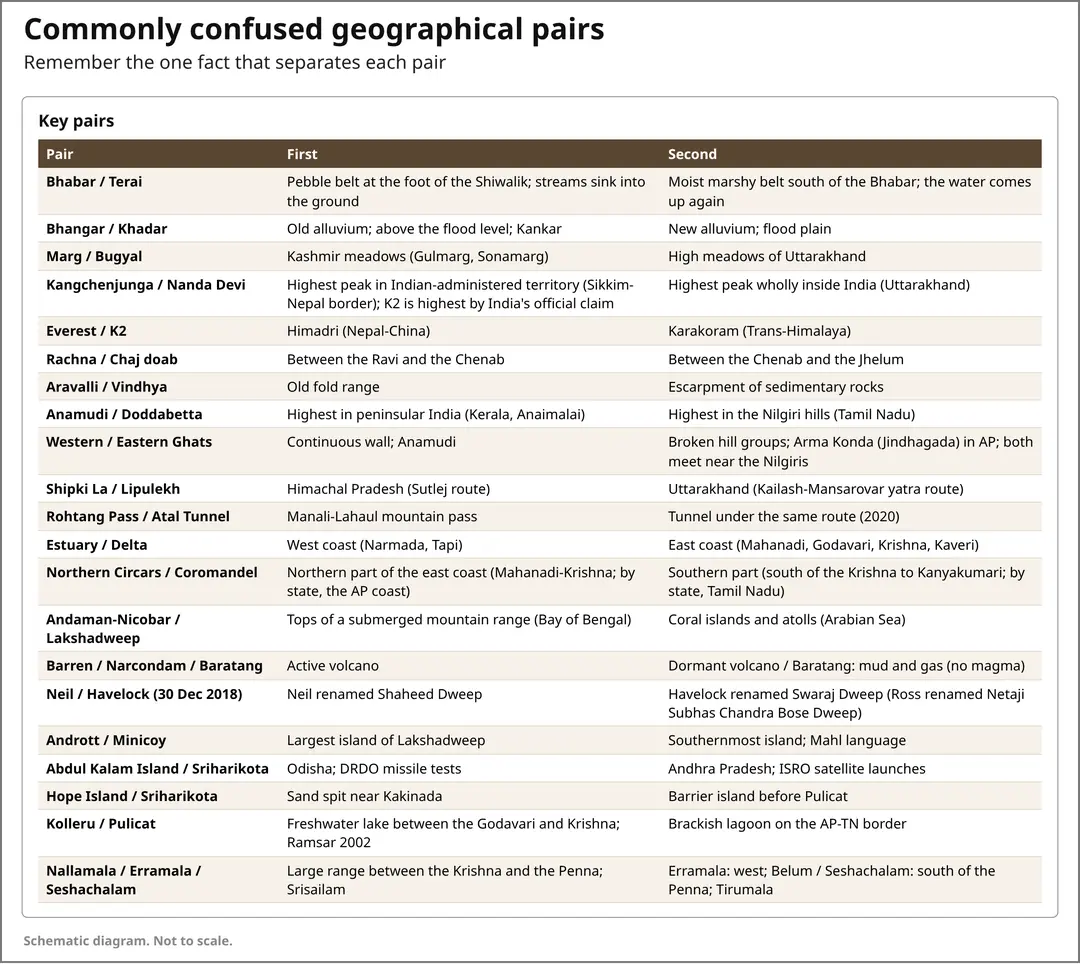 Commonly confused geographical pairs
Remember the one fact that separates each pair
Key pairs
Pair First Second
Bhabar / Terai Pebble belt at the foot of the Shiwalik; streams sink into the ground Moist marshy belt south of the Bhabar; the water comes up again
Bhangar / Khadar Old alluvium; above the flood level; Kankar New alluvium; flood plain
Marg / Bugyal Kashmir meadows (Gulmarg, Sonamarg) High meadows of Uttarakhand
Kangchenjunga / Nanda Devi Highest peak in Indian-administered territory (Sikkim-Nepal border); K2 is highest by India's official claim Highest peak wholly inside India (Uttarakhand)
Everest / K2 Himadri (Nepal-China) Karakoram (Trans-Himalaya)
Rachna / Chaj doab Between the Ravi and the Chenab Between the Chenab and the Jhelum
Aravalli / Vindhya Old fold range Escarpment of sedimentary rocks
Anamudi / Doddabetta Highest in peninsular India (Kerala, Anaimalai) Highest in the Nilgiri hills (Tamil Nadu)
Western / Eastern Ghats Continuous wall; Anamudi Broken hill groups; Arma Konda (Jindhagada) in AP; both meet near the Nilgiris
Shipki La / Lipulekh Himachal Pradesh (Sutlej route) Uttarakhand (Kailash-Mansarovar yatra route)
Rohtang Pass / Atal Tunnel Manali-Lahaul mountain pass Tunnel under the same route (2020)
Estuary / Delta West coast (Narmada, Tapi) East coast (Mahanadi, Godavari, Krishna, Kaveri)
Northern Circars / Coromandel Northern part of the east coast (Mahanadi-Krishna; by state, the AP coast) Southern part (south of the Krishna to Kanyakumari; by state, Tamil Nadu)
Andaman-Nicobar / Lakshadweep Tops of a submerged mountain range (Bay of Bengal) Coral islands and atolls (Arabian Sea)
Barren / Narcondam / Baratang Active volcano Dormant volcano / Baratang: mud and gas (no magma)
Neil / Havelock (30 Dec 2018) Neil renamed Shaheed Dweep Havelock renamed Swaraj Dweep (Ross renamed Netaji Subhas Chandra Bose Dweep)
Andrott / Minicoy Largest island of Lakshadweep Southernmost island; Mahl language
Abdul Kalam Island / Sriharikota Odisha; DRDO missile tests Andhra Pradesh; ISRO satellite launches
Hope Island / Sriharikota Sand spit near Kakinada Barrier island before Pulicat
Kolleru / Pulicat Freshwater lake between the Godavari and Krishna; Ramsar 2002 Brackish lagoon on the AP-TN border
Nallamala / Erramala / Seshachalam Large range between the Krishna and the Penna; Srisailam Erramala: west; Belum / Seshachalam: south of the Penna; Tirumala
Schematic diagram. Not to scale.